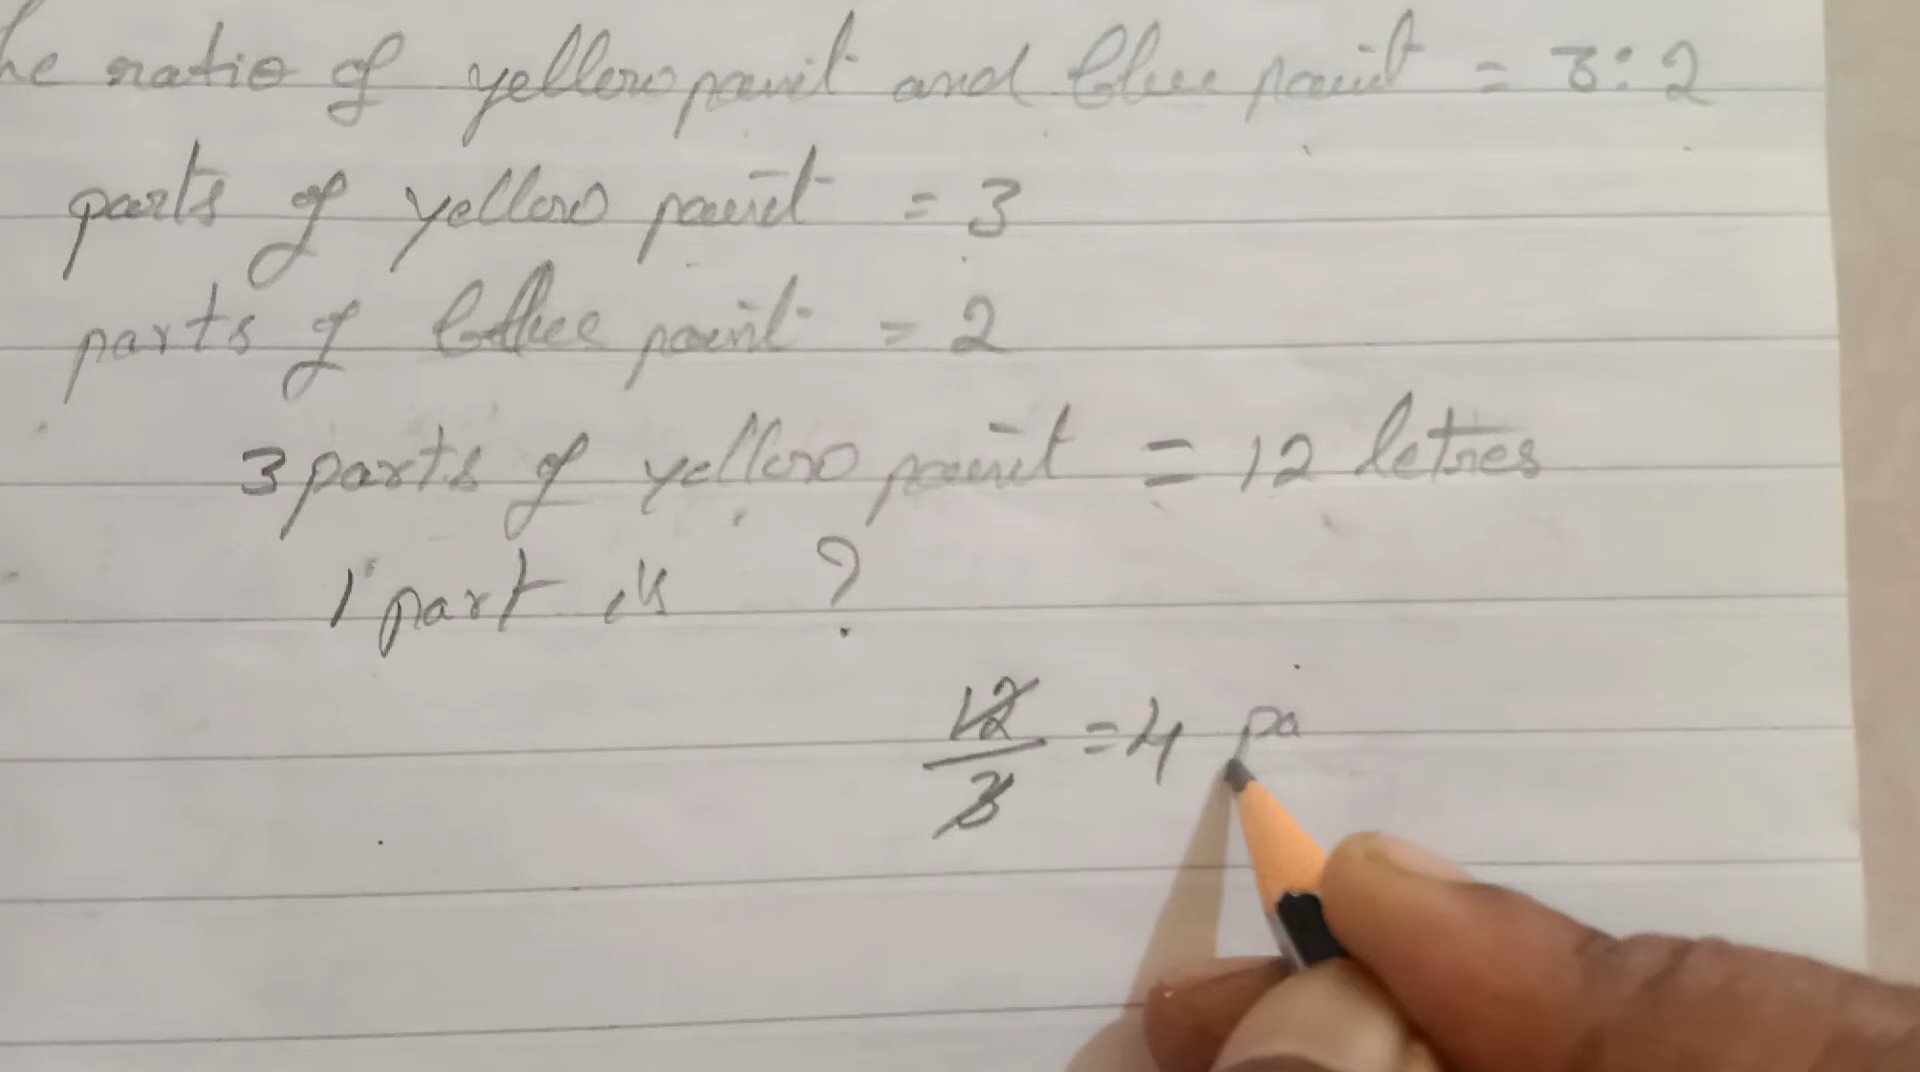 he ratio of yellow paint and blue paint = 3:2
parts of yellow paint = 3
parts of blue paint = 2
3 parts of yellow paint = 12 letres
1 part is ?
12/3 = 4 pa